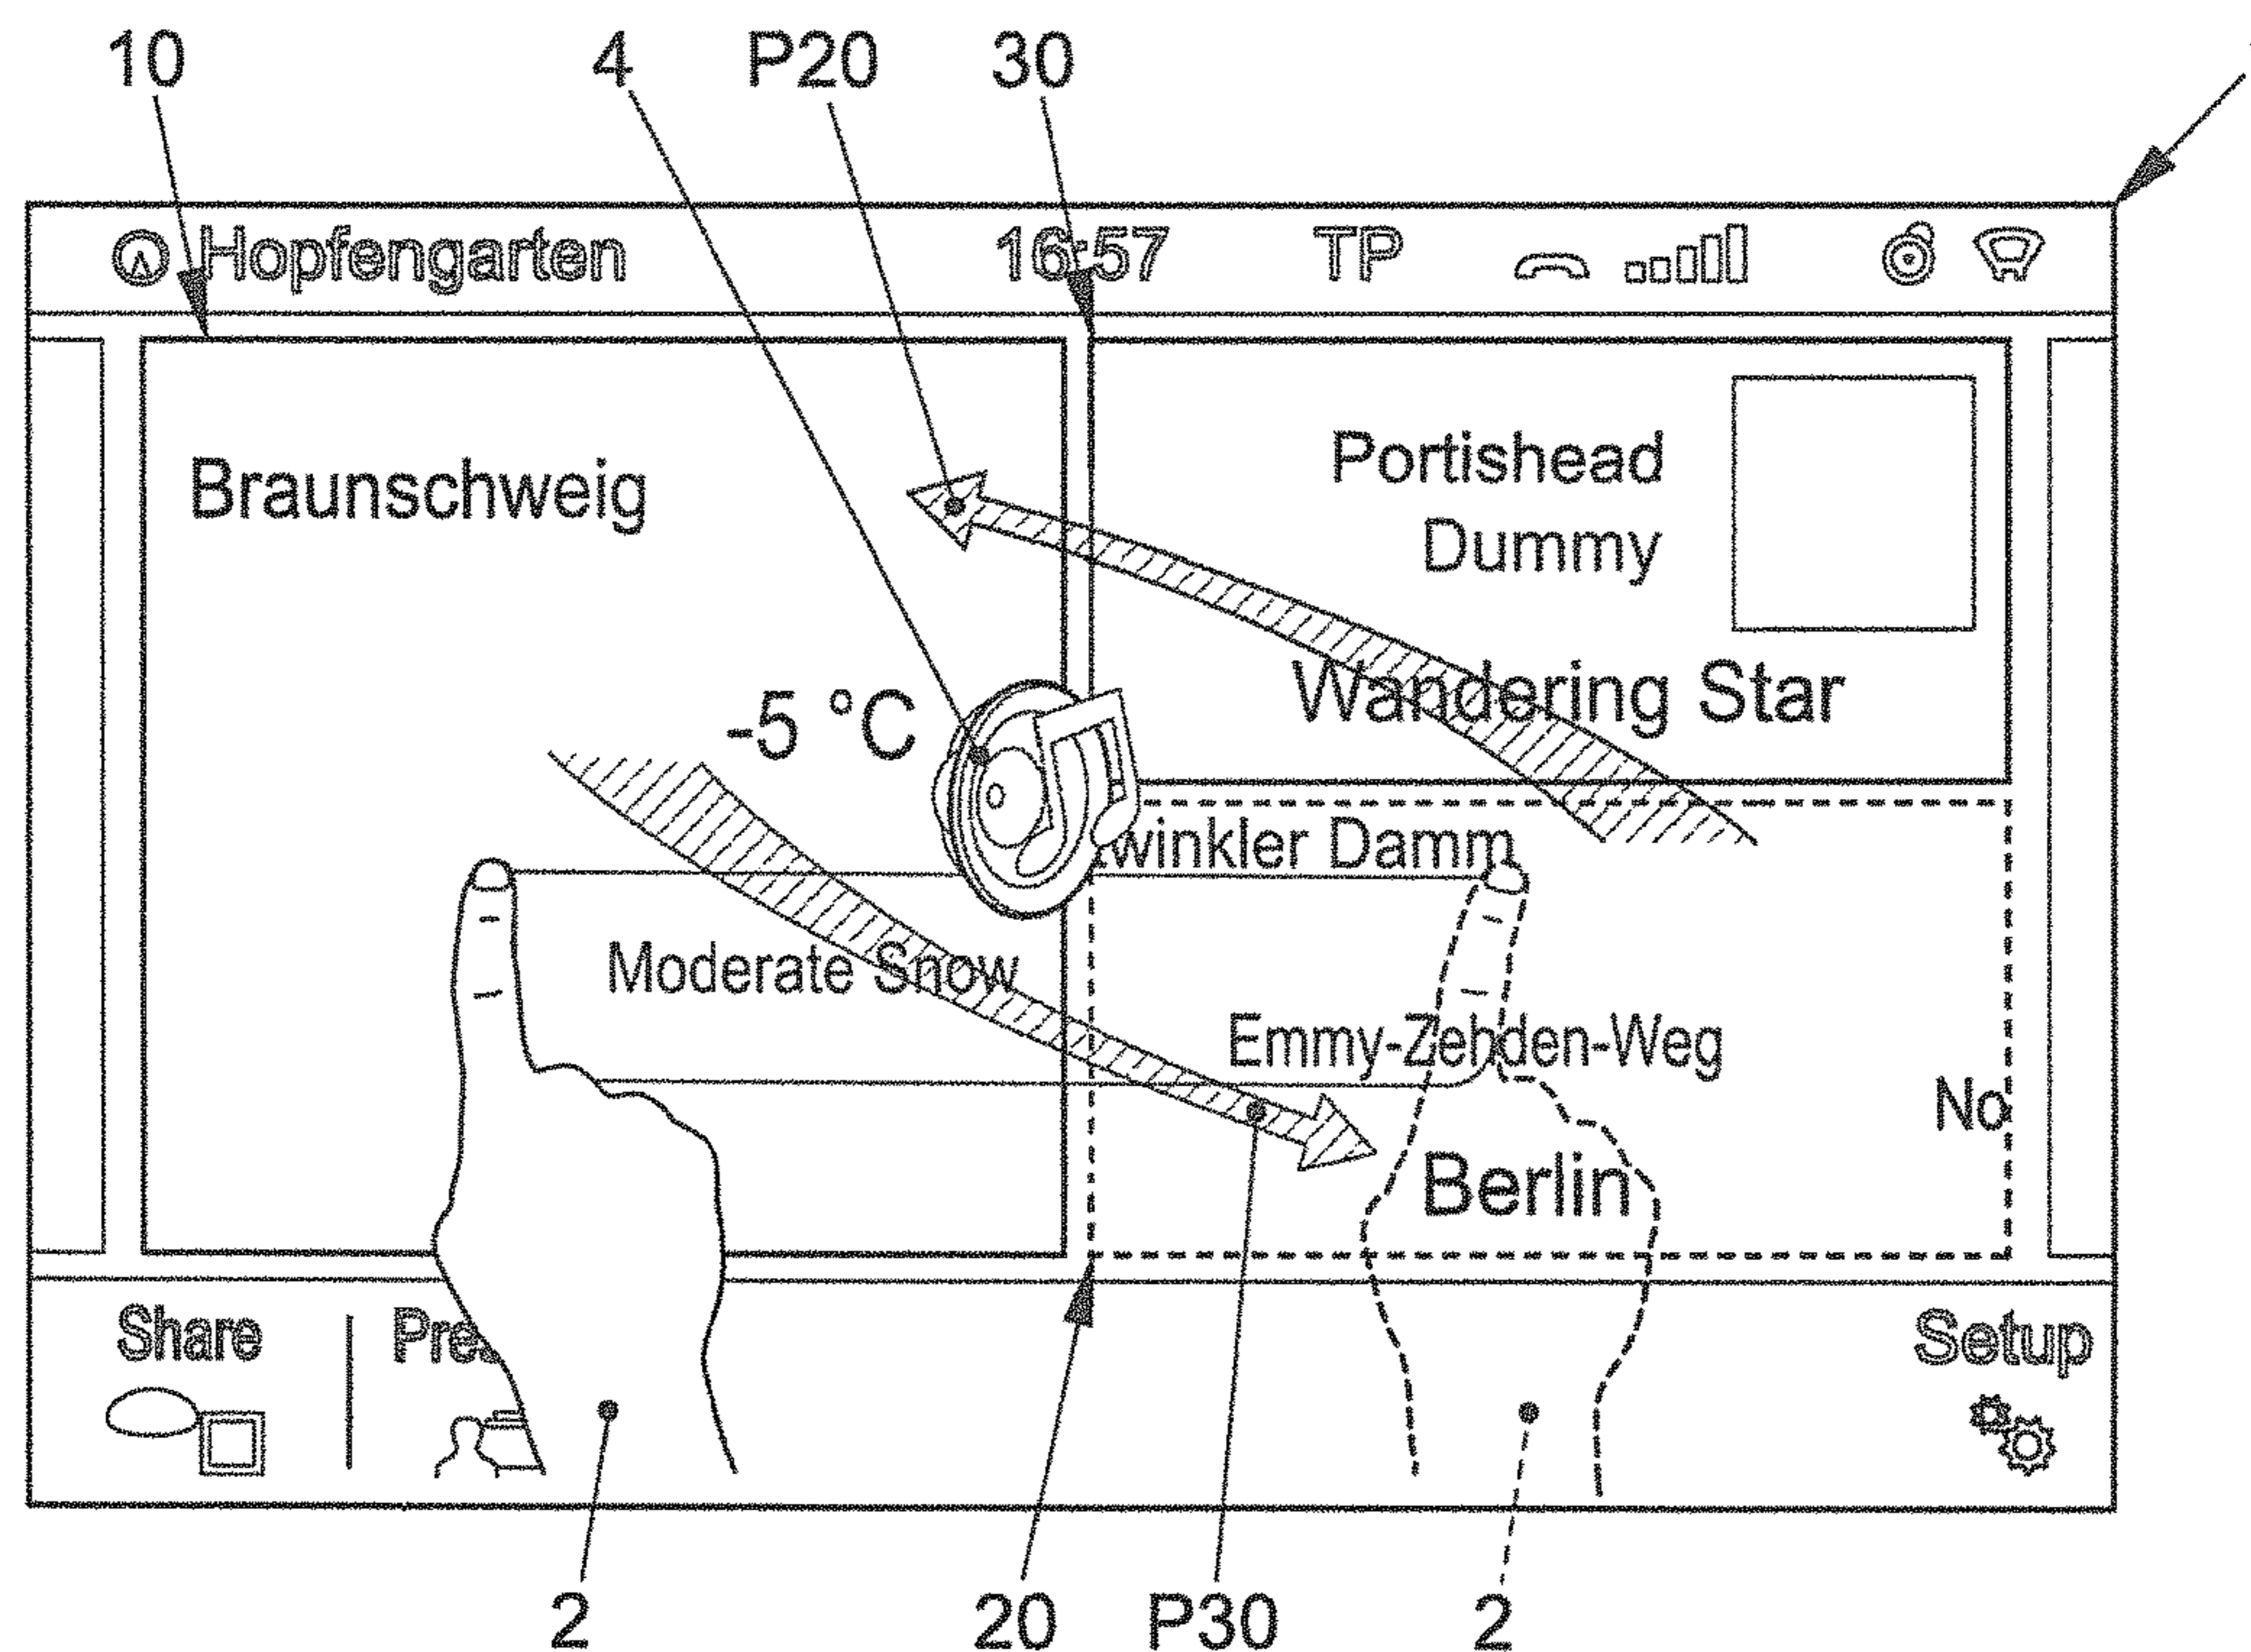 10 4 P20 30
Hopfengarten 16:57 TP
Braunschweig
Portishead
Dummy
-5 °C
Wandering Star
winkler Damm
Moderate Snow
Emmy-Zehden-Weg
No
Berlin
Share Pre Setup
2 20 P30 2